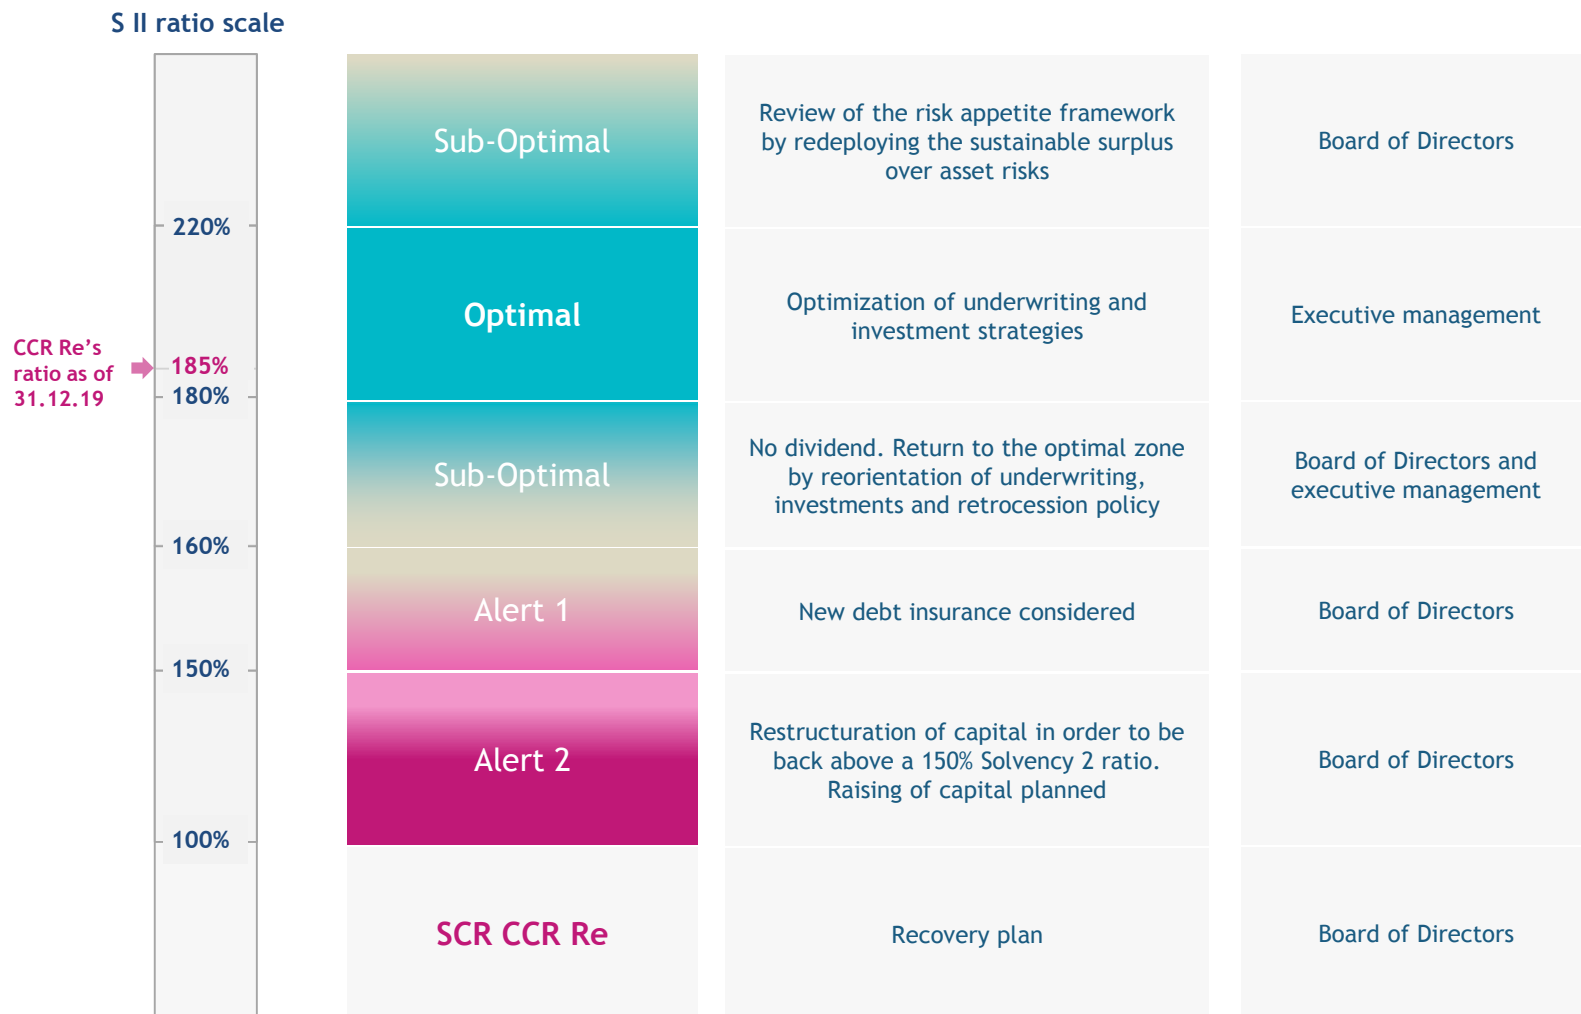 S II ratio scale
Sub-Optimal
Review of the risk appetite framework
by redeploying the sustainable surplus
over asset risks
Board of Directors
220%
Optimal
Optimization of underwriting and
investment strategies
Executive management
CCR Re’s
ratio as of
31.12.19
185%
180%
Sub-Optimal
No dividend. Return to the optimal zone
by reorientation of underwriting,
investments and retrocession policy
Board of Directors and
executive management
160%
Alert 1
New debt insurance considered
Board of Directors
150%
Alert 2
Restructuration of capital in order to be
back above a 150% Solvency 2 ratio.
Raising of capital planned
Board of Directors
100%
SCR CCR Re
Recovery plan
Board of Directors